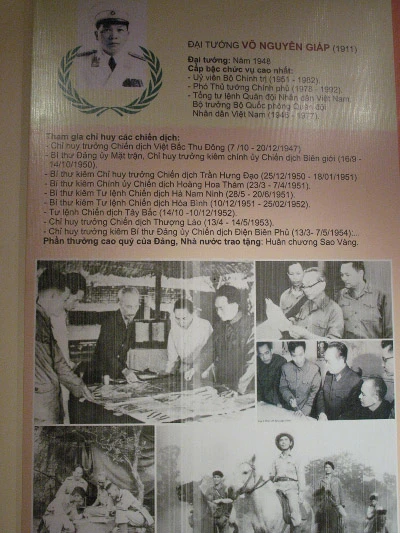 ĐẠI TƯỚNG VÕ NGUYÊN GIÁP (1911)
Đại tướng: Năm 1948
Cấp bậc chức vụ cao nhất:
- Uỷ viên Bộ Chính trị (1951 - 1982).
- Phó Thủ tướng Chính phủ (1978 - 1992).
- Tổng tư lệnh Quân đội Nhân dân Việt Nam
Bộ trưởng Bộ Quốc phòng Quân đội
Nhân dân Việt Nam (1946 - 1977).
Tham gia chỉ huy các chiến dịch:
- Chỉ huy trưởng Chiến dịch Việt Bắc Thu Đông (7/10 - 20/12/1947)
- Bí thư Đảng ủy Mặt trận, Chỉ huy trưởng kiêm chính ủy Chiến dịch Biên giới (16/9 -
14/10/1950).
- Bí thư kiêm Chỉ huy trưởng Chiến dịch Trần Hưng Đạo (25/12/1950 - 18/01/1951)
- Bí thư kiêm Chính ủy Chiến dịch Hoàng Hoa Thám (23/3 - 7/4/1951).
- Bí thư kiêm Tư lệnh Chiến dịch Hà Nam Ninh (28/5 - 20/6/1951).
- Bí thư kiêm Tư lệnh Chiến dịch Hòa Bình (10/12/1951 - 25/02/1952).
- Tư lệnh Chiến dịch Tây Bắc (14/10 -10/12/1952).
- Chỉ huy trưởng Chiến dịch Thượng Lào (13/4 - 14/5/1953).
- Chỉ huy trưởng kiêm Bí thư Đảng ủy Chiến dịch Điện Biên Phủ (13/3- 7/5/1954);...
Phần thưởng cao quý của Đảng, Nhà nước trao tặng: Huân chương Sao Vàng.